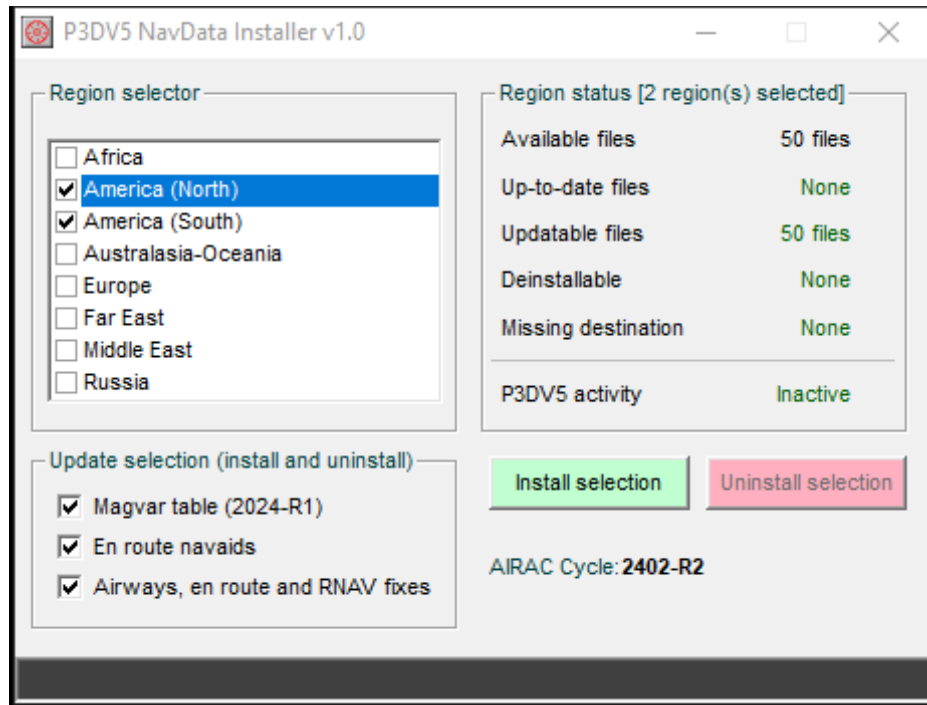 P3DV5 NavData Installer v1.0
Region selector
Africa
America (North)
America (South)
Australasia-Oceania
Europe
Far East
Middle East
Russia
Region status [2 region(s) selected]
Available files 50 files
Up-to-date files None
Updatable files 50 files
Deinstallable None
Missing destination None
P3DV5 activity Inactive
Update selection (install and uninstall)
Magvar table (2024-R1)
En route navaids
Airways, en route and RNAV fixes
Install selection
Uninstall selection
AIRAC Cycle: 2402-R2